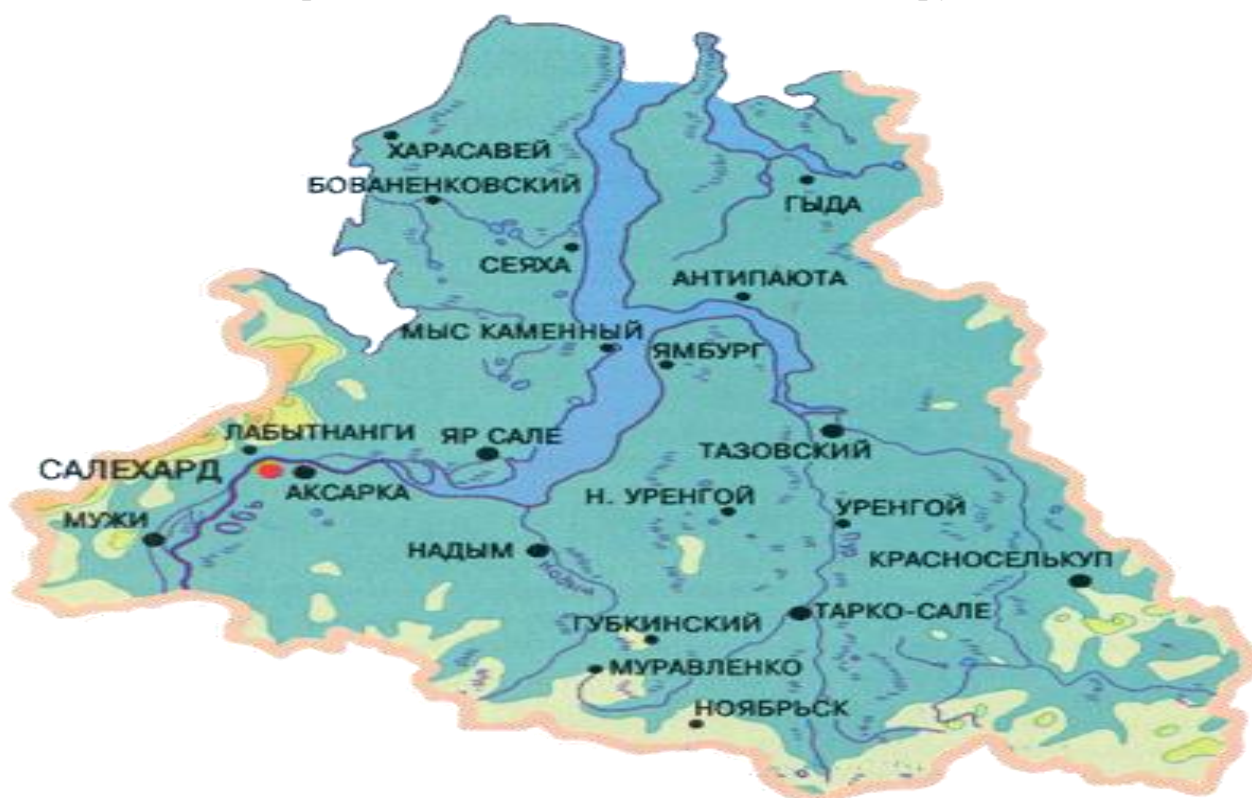 ХАРАСАВЕЙ
БОВАНЕНКОВСКИЙ
ГЫДА
СЕЯХА
АНТИПАЮТА
МЫС КАМЕННЫЙ
ЯМБУРГ
ЛАБЫТНАНГИ
ЯР САЛЕ
ТАЗОВСКИЙ
САЛЕХАРД
АКСАРКА
Н. УРЕНГОЙ
УРЕНГОЙ
Обь
МУЖИ
НАДЫМ
Пур
КРАСНОСЕЛЬКУП
ТАРКО-САЛЕ
ГУБКИНСКИЙ
МУРАВЛЕНКО
НОЯБРЬСК